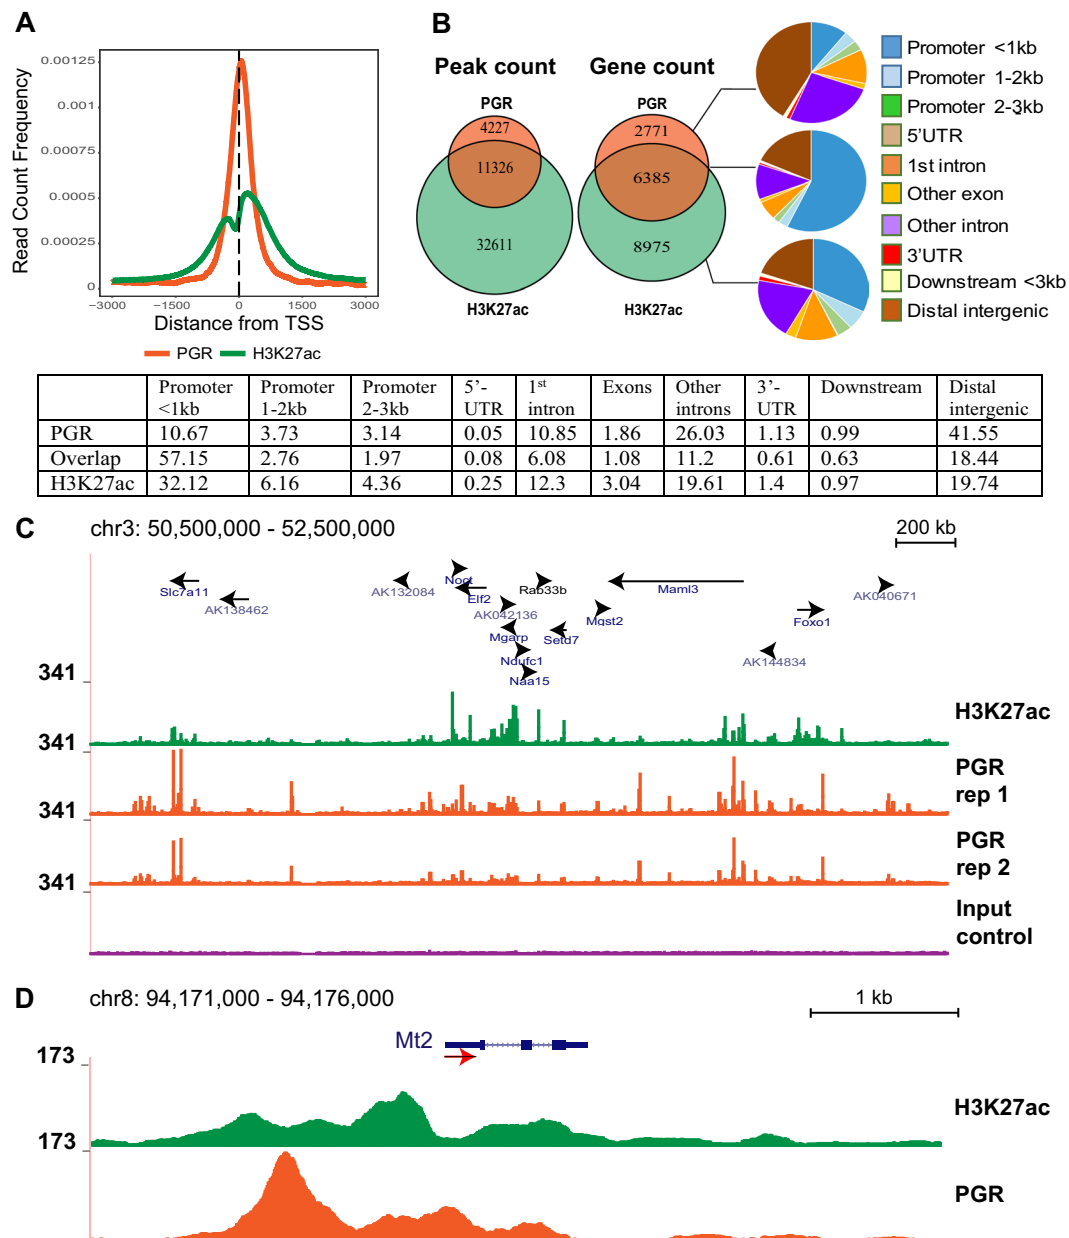 A
Read Count Frequency
0.00125
0.001
0.00075
0.0005
0.00025
0
−3000
−1500
0
1500
3000
Distance from TSS
PGR
H3K27ac
B
Peak count
Gene count
PGR
4227
11326
32611
H3K27ac
PGR
2771
6385
8975
H3K27ac
Promoter <1kb
Promoter 1-2kb
Promoter 2-3kb
5'UTR
1st intron
Other exon
Other intron
3'UTR
Downstream <3kb
Distal intergenic
Promoter <1kb Promoter 1-2kb Promoter 2-3kb 5'-UTR 1st intron Exons Other introns 3'-UTR Downstream Distal intergenic
PGR 10.67 3.73 3.14 0.05 10.85 1.86 26.03 1.13 0.99 41.55
Overlap 57.15 2.76 1.97 0.08 6.08 1.08 11.2 0.61 0.63 18.44
H3K27ac 32.12 6.16 4.36 0.25 12.3 3.04 19.61 1.4 0.97 19.74
C
chr3: 50,500,000 - 52,500,000
200 kb
Slc7a11
AK138462
AK132084
Noct
Elf2
AK042136
Mgarp
Ndufc1
Naa15
Rab33b
Setd7
Mgst2
Maml3
AK144834
Foxo1
AK040671
341
H3K27ac
341
PGR rep 1
341
PGR rep 2
341
Input control
D
chr8: 94,171,000 - 94,176,000
1 kb
Mt2
173
H3K27ac
173
PGR